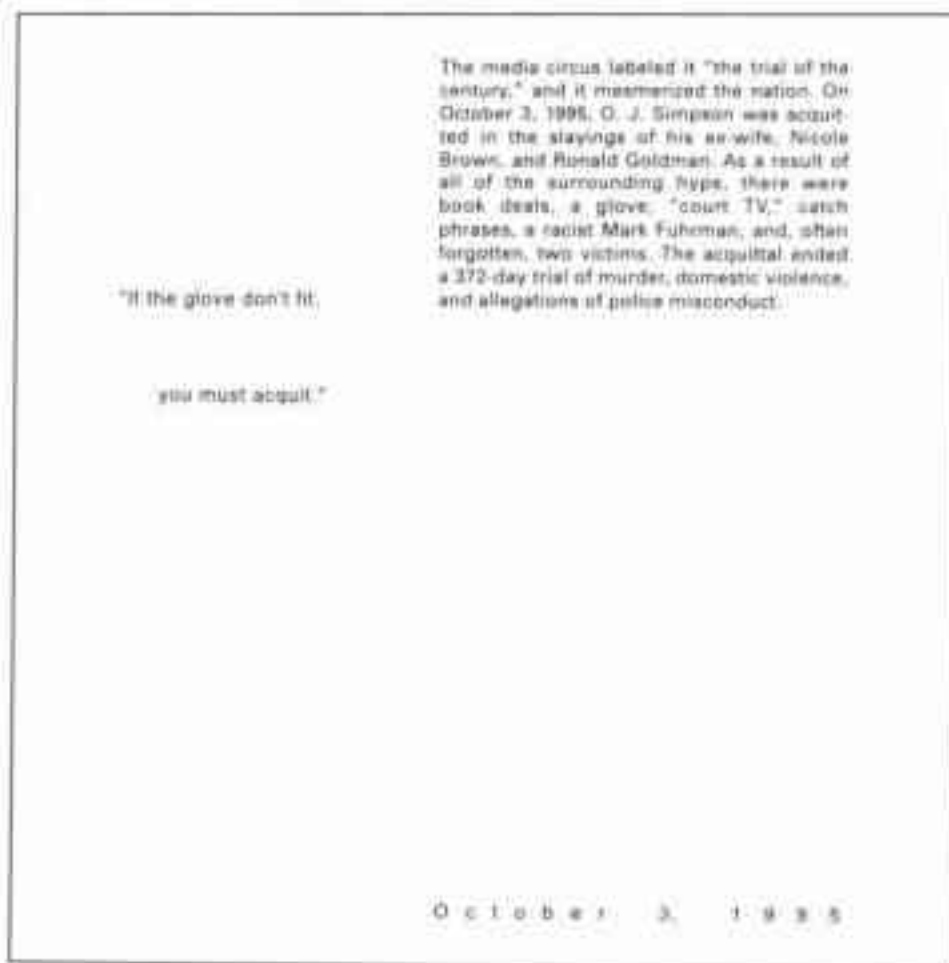 The media circus labeled it "the trial of the
century," and it mesmerized the nation. On
October 3, 1995, O. J. Simpson was acquit-
ted in the slayings of his ex-wife, Nicole
Brown, and Ronald Goldman. As a result of
all of the surrounding hype, there were
book deals, a glove, "court TV," catch
phrases, a racist Mark Fuhrman, and, often
forgotten, two victims. The acquittal ended
a 372-day trial of murder, domestic violence,
and allegations of police misconduct.
"If the glove don't fit,
you must acquit."
October 3, 1995